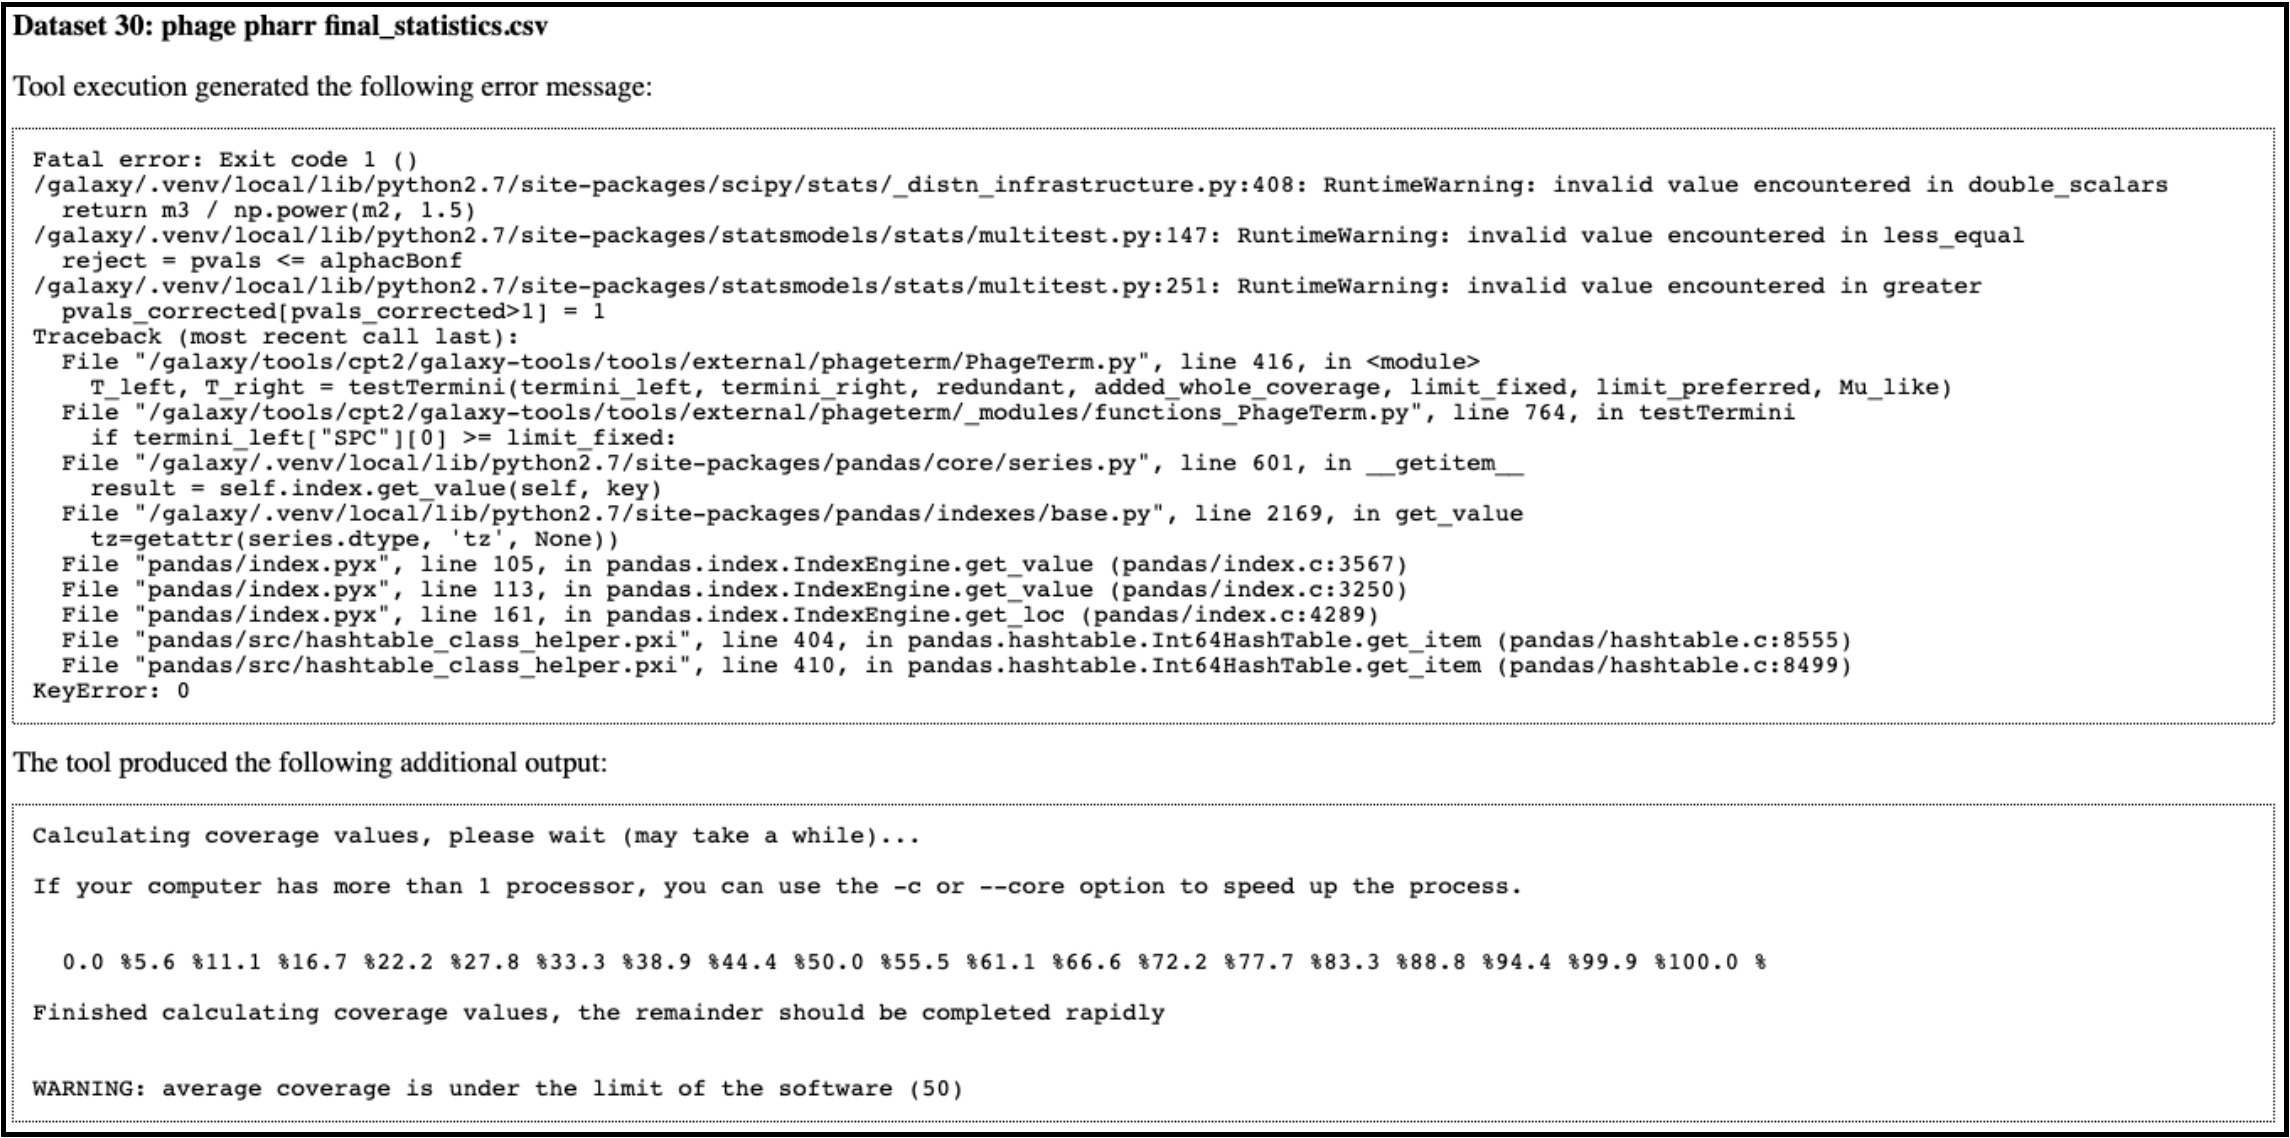 Dataset 30: phage pharr final_statistics.csv
Tool execution generated the following error message:
Fatal error: Exit code 1 ()
/galaxy/.venv/local/lib/python2.7/site-packages/scipy/stats/_distn_infrastructure.py:408: RuntimeWarning: invalid value encountered in double_scalars
  return m3 / np.power(m2, 1.5)
/galaxy/.venv/local/lib/python2.7/site-packages/statsmodels/stats/multitest.py:147: RuntimeWarning: invalid value encountered in less_equal
  reject = pvals <= alphacBonf
/galaxy/.venv/local/lib/python2.7/site-packages/statsmodels/stats/multitest.py:251: RuntimeWarning: invalid value encountered in greater
  pvals_corrected[pvals_corrected>1] = 1
Traceback (most recent call last):
  File "/galaxy/tools/cpt2/galaxy-tools/tools/external/phageterm/PhageTerm.py", line 416, in <module>
    T_left, T_right = testTermini(termini_left, termini_right, redundant, added_whole_coverage, limit_fixed, limit_preferred, Mu_like)
  File "/galaxy/tools/cpt2/galaxy-tools/tools/external/phageterm/_modules/functions_PhageTerm.py", line 764, in testTermini
    if termini_left["SPC"][0] >= limit_fixed:
  File "/galaxy/.venv/local/lib/python2.7/site-packages/pandas/core/series.py", line 601, in __getitem__
    result = self.index.get_value(self, key)
  File "/galaxy/.venv/local/lib/python2.7/site-packages/pandas/indexes/base.py", line 2169, in get_value
    tz=getattr(series.dtype, 'tz', None))
  File "pandas/index.pyx", line 105, in pandas.index.IndexEngine.get_value (pandas/index.c:3567)
  File "pandas/index.pyx", line 113, in pandas.index.IndexEngine.get_value (pandas/index.c:3250)
  File "pandas/index.pyx", line 161, in pandas.index.IndexEngine.get_loc (pandas/index.c:4289)
  File "pandas/src/hashtable_class_helper.pxi", line 404, in pandas.hashtable.Int64HashTable.get_item (pandas/hashtable.c:8555)
  File "pandas/src/hashtable_class_helper.pxi", line 410, in pandas.hashtable.Int64HashTable.get_item (pandas/hashtable.c:8499)
KeyError: 0
The tool produced the following additional output:
Calculating coverage values, please wait (may take a while)...
If your computer has more than 1 processor, you can use the -c or --core option to speed up the process.
  0.0 %5.6 %11.1 %16.7 %22.2 %27.8 %33.3 %38.9 %44.4 %50.0 %55.5 %61.1 %66.6 %72.2 %77.7 %83.3 %88.8 %94.4 %99.9 %100.0 %
Finished calculating coverage values, the remainder should be completed rapidly
WARNING: average coverage is under the limit of the software (50)